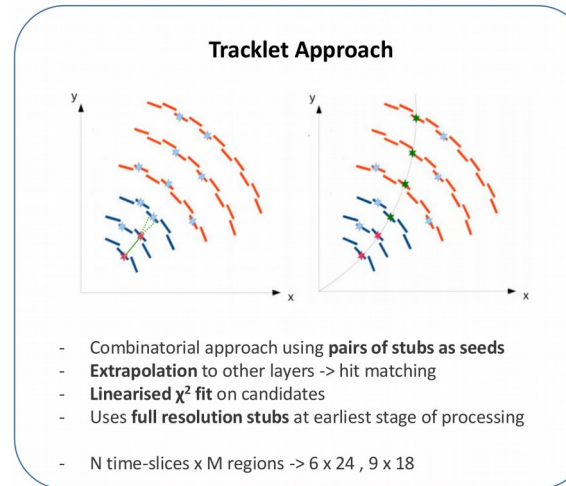 Tracklet Approach
y
x
y
x
- Combinatorial approach using pairs of stubs as seeds
- Extrapolation to other layers -> hit matching
- Linearised χ² fit on candidates
- Uses full resolution stubs at earliest stage of processing
- N time-slices x M regions -> 6 x 24 , 9 x 18